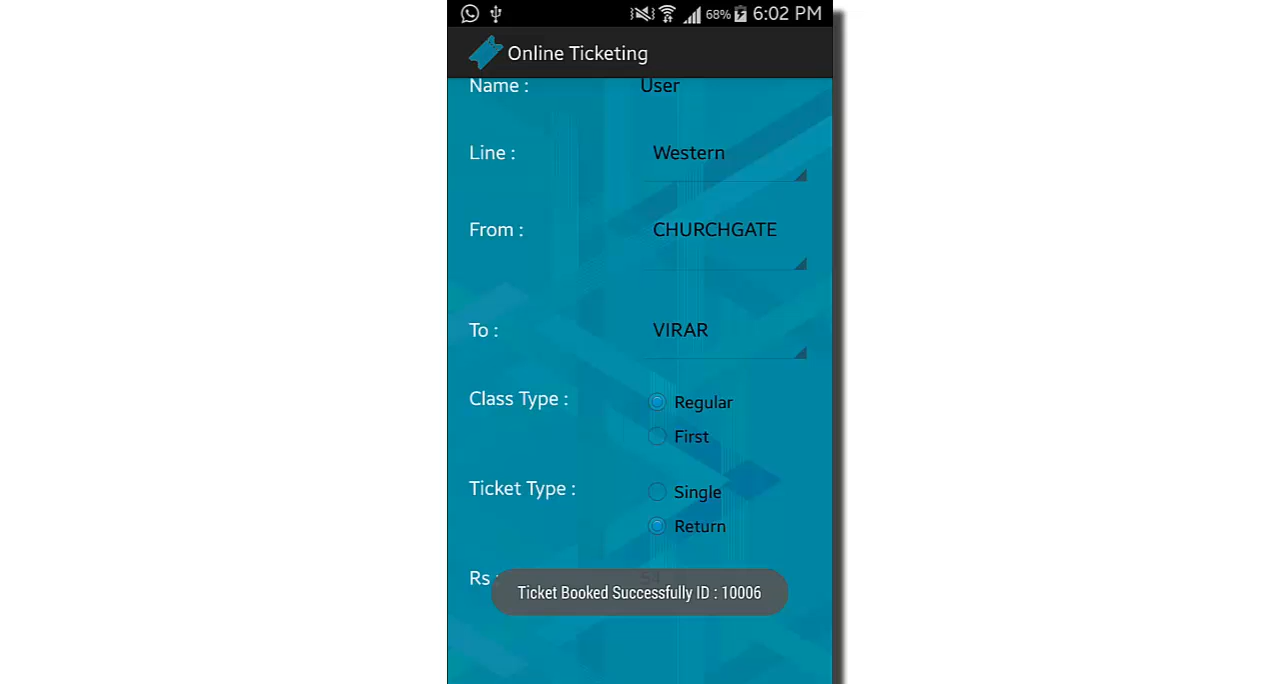 68% 6:02 PM
Online Ticketing
Name : User
Line : Western
From : CHURCHGATE
To : VIRAR
Class Type : Regular
First
Ticket Type : Single
Return
Rs :
Ticket Booked Successfully ID : 10006